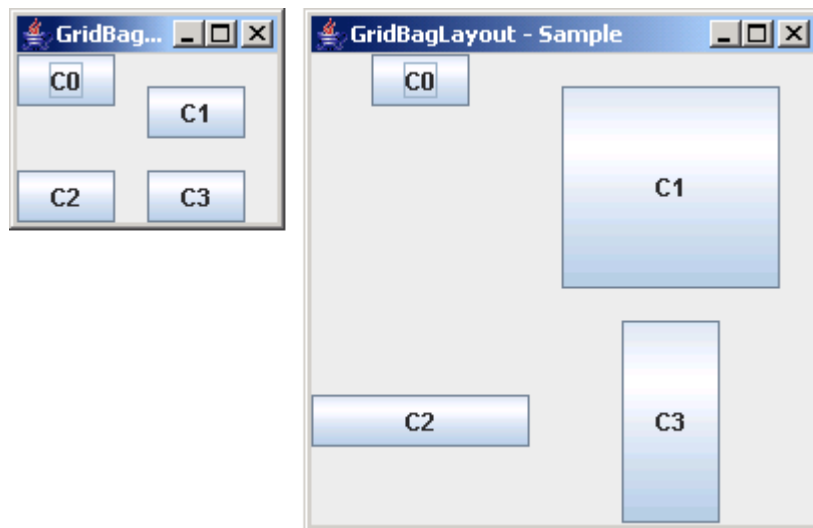 GridBag...
C0
C1
C2
C3
GridBagLayout - Sample
C0
C1
C2
C3